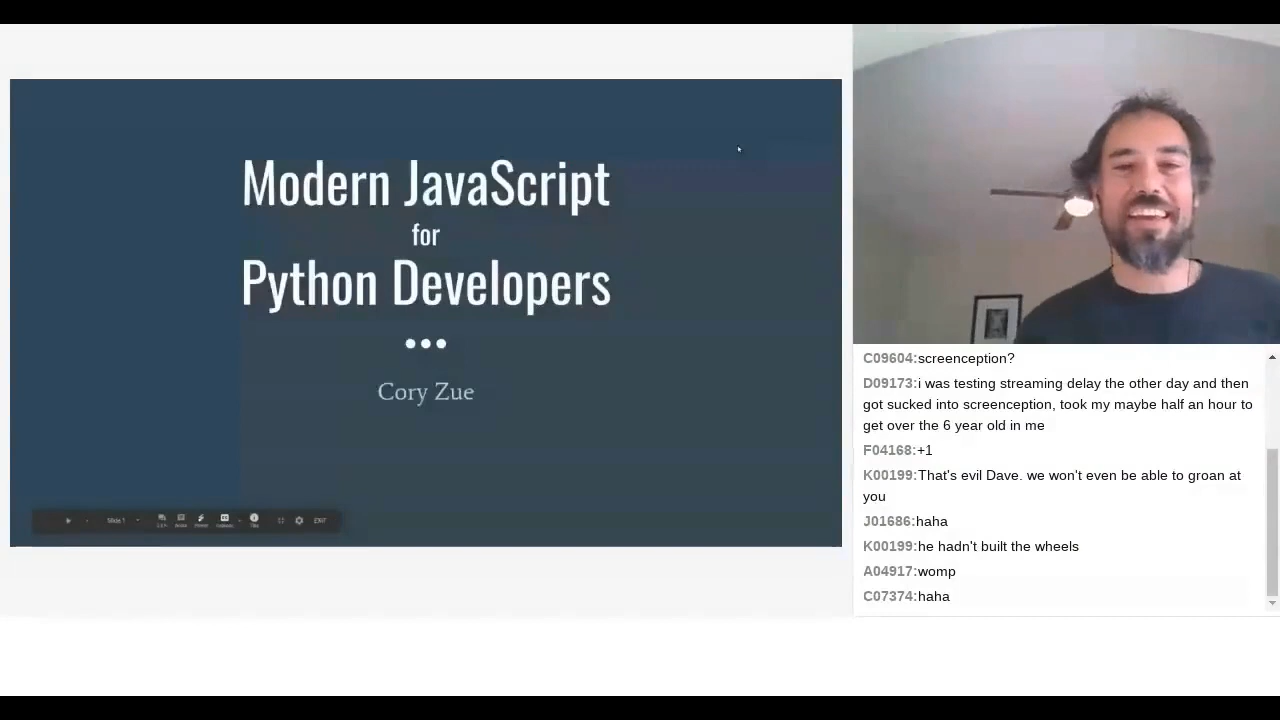 Modern JavaScript
for
Python Developers
Cory Zue
Slide 1
EXIT
C09604:screenception?
D09173:i was testing streaming delay the other day and then
got sucked into screenception, took my maybe half an hour to
get over the 6 year old in me
F04168:+1
K00199:That's evil Dave. we won't even be able to groan at
you
J01686:haha
K00199:he hadn't built the wheels
A04917:womp
C07374:haha